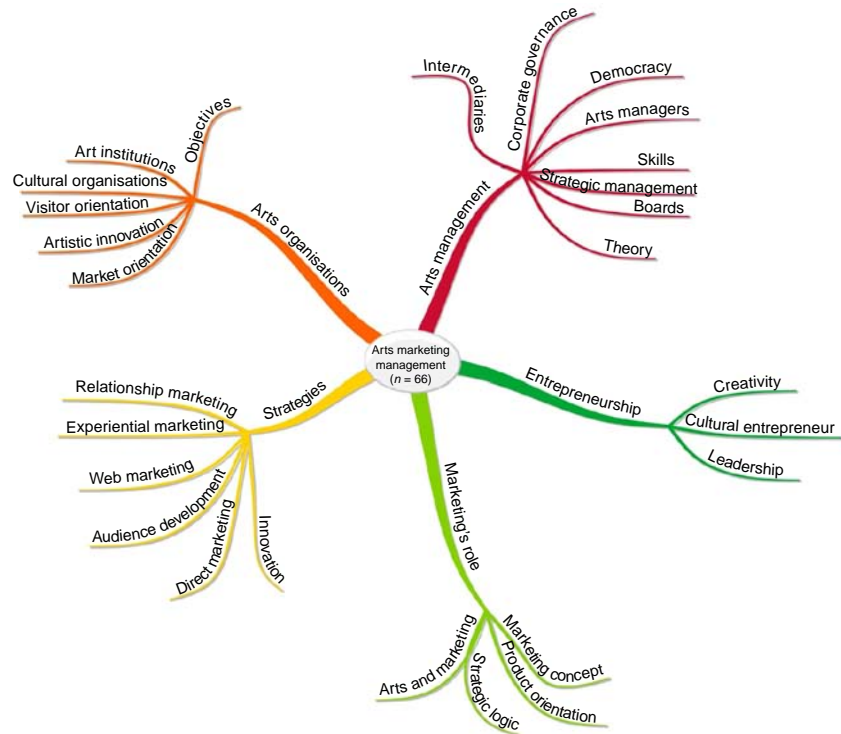 Arts marketing
management
(n = 66)
Arts management
Intermediaries
Corporate governance
Democracy
Arts managers
Skills
Strategic management
Boards
Theory
Entrepreneurship
Creativity
Cultural entrepreneur
Leadership
Marketing's role
Marketing concept
Product orientation
Strategic logic
Arts and marketing
Strategies
Relationship marketing
Experiential marketing
Web marketing
Audience development
Direct marketing
Innovation
Arts organisations
Objectives
Art institutions
Cultural organisations
Visitor orientation
Artistic innovation
Market orientation